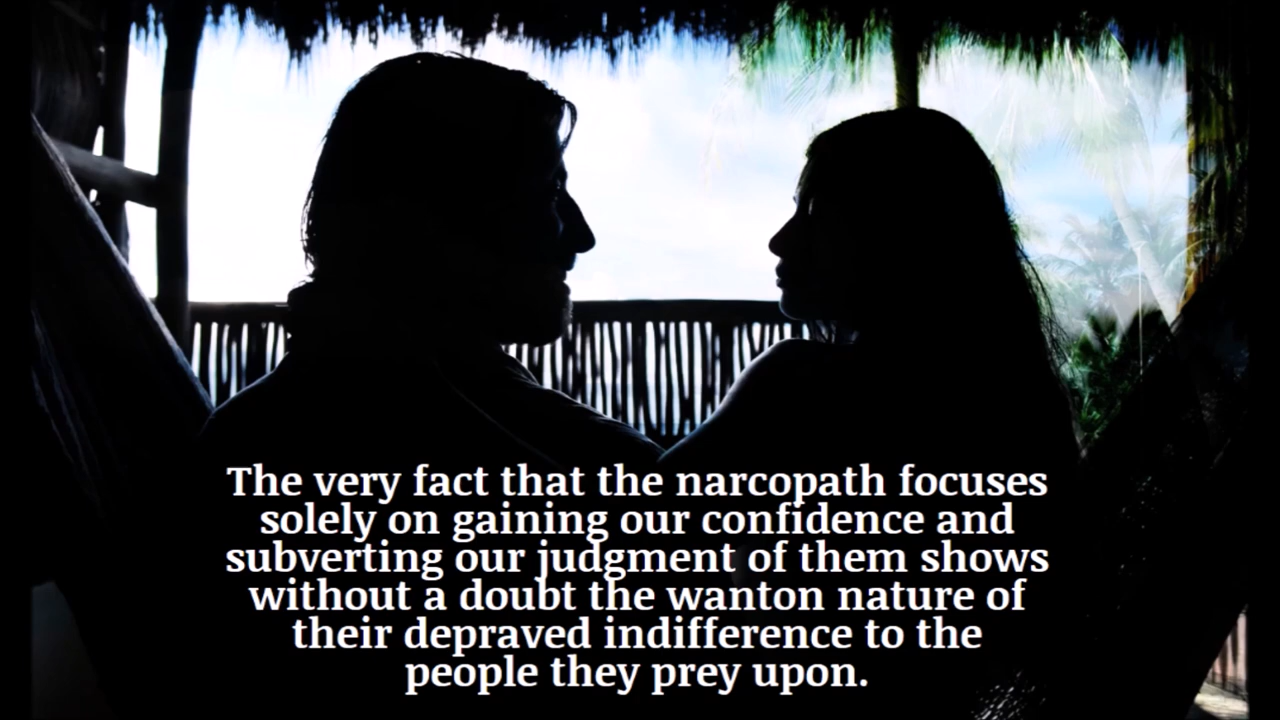 The very fact that the narcopath focuses
solely on gaining our confidence and
subverting our judgment of them shows
without a doubt the wanton nature of
their depraved indifference to the
people they prey upon.